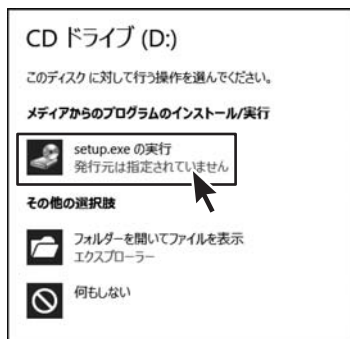 CD ドライブ (D:)
このディスク に対して行う操作を選んでください。
メディアからのプログラムのインストール/実行
setup.exe の実行
発行元は指定されていません
その他の選択肢
フォルダーを開いてファイルを表示
エクスプローラー
何もしない